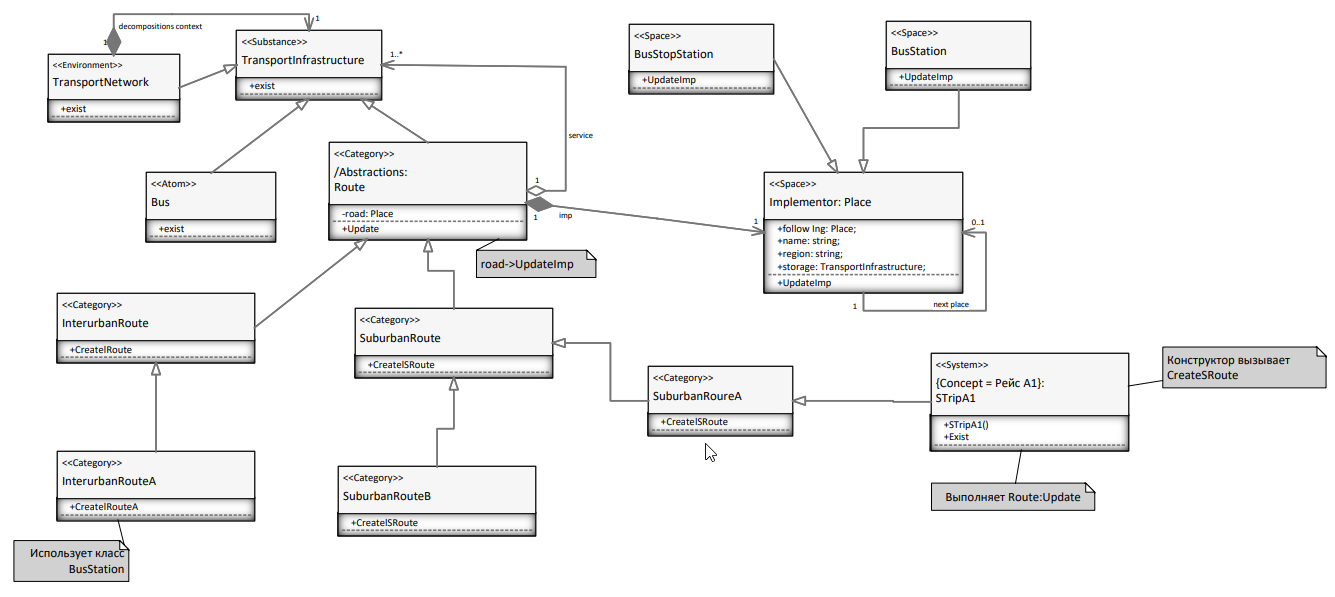 decompositions context
1
1
<<Substance>>
TransportInfrastructure
+exist
1..*
<<Environment>>
TransportNetwork
+exist
<<Space>>
BusStopStation
+UpdateImp
<<Space>>
BusStation
+UpdateImp
service
<<Category>>
/Abstractions:
Route
-road: Place
+Update
1
1
imp
1
<<Atom>>
Bus
+exist
<<Space>>
Implementor: Place
+follow Ing: Place;
+name: string;
+region: string;
+storage: TransportInfrastructure;
+UpdateImp
0..1
1
next place
road->UpdateImp
<<Category>>
InterurbanRoute
+CreateIRoute
<<Category>>
SuburbanRoute
+CreateISRoute
<<Category>>
SuburbanRoureA
+CreateISRoute
<<System>>
{Concept = Рейс А1}:
STripA1
+STripA1()
+Exist
Конструктор вызывает
CreateSRoute
<<Category>>
InterurbanRouteA
+CreateIRouteA
<<Category>>
SuburbanRouteB
+CreateISRoute
Выполняет Route:Update
Использует класс
BusStation